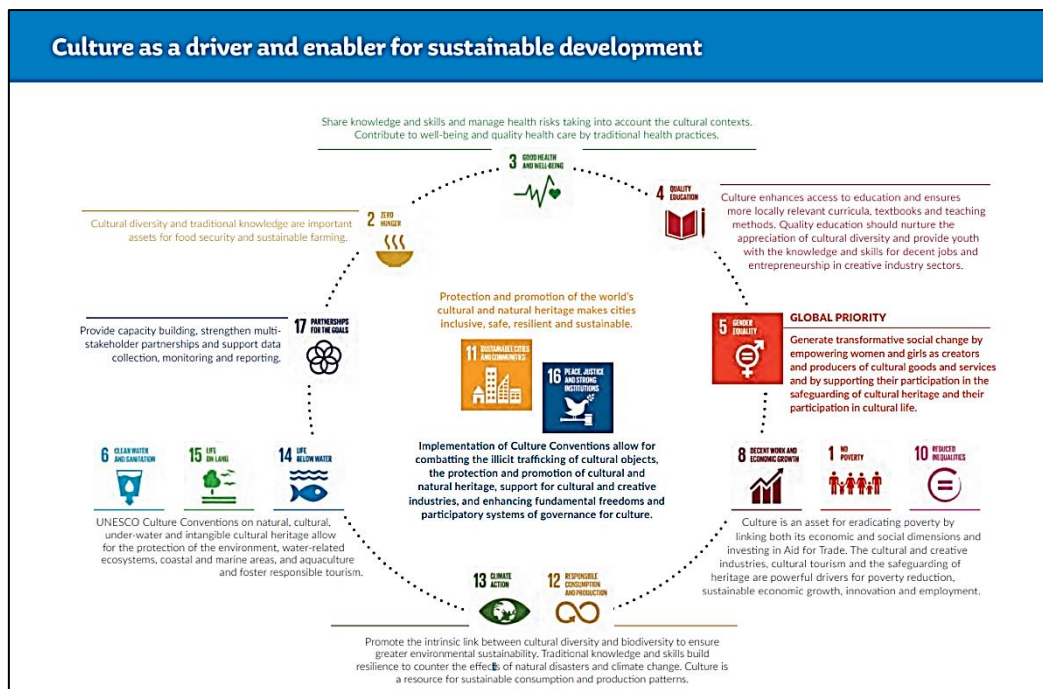 Culture as a driver and enabler for sustainable development
Share knowledge and skills and manage health risks taking into account the cultural contexts.
Contribute to well-being and quality health care by traditional health practices.
3 GOOD HEALTH
AND WELL-BEING
4 QUALITY
EDUCATION
Culture enhances access to education and ensures
more locally relevant curricula, textbooks and teaching
methods. Quality education should nurture the
appreciation of cultural diversity and provide youth
with the knowledge and skills for decent jobs and
entrepreneurship in creative industry sectors.
2 ZERO
HUNGER
Cultural diversity and traditional knowledge are important
assets for food security and sustainable farming.
Protection and promotion of the world's
cultural and natural heritage makes cities
inclusive, safe, resilient and sustainable.
17 PARTNERSHIPS
FOR THE GOALS
Provide capacity building, strengthen multi-
stakeholder partnerships and support data
collection, monitoring and reporting.
11 SUSTAINABLE CITIES
AND COMMUNITIES
16 PEACE, JUSTICE
AND STRONG
INSTITUTIONS
5 GENDER
EQUALITY
GLOBAL PRIORITY
Generate transformative social change by
empowering women and girls as creators
and producers of cultural goods and services
and by supporting their participation in the
safeguarding of cultural heritage and their
participation in cultural life.
Implementation of Culture Conventions allow for
combatting the illicit trafficking of cultural objects,
the protection and promotion of cultural and
natural heritage, support for cultural and creative
industries, and enhancing fundamental freedoms and
participatory systems of governance for culture.
6 CLEAN WATER
AND SANITATION
15 LIFE
ON LAND
14 LIFE
BELOW WATER
UNESCO Culture Conventions on natural, cultural,
under-water and intangible cultural heritage allow
for the protection of the environment, water-related
ecosystems, coastal and marine areas, and aquaculture
and foster responsible tourism.
8 DECENT WORK AND
ECONOMIC GROWTH
1 NO
POVERTY
10 REDUCED
INEQUALITIES
Culture is an asset for eradicating poverty by
linking both its economic and social dimensions and
investing in Aid for Trade. The cultural and creative
industries, cultural tourism and the safeguarding of
heritage are powerful drivers for poverty reduction,
sustainable economic growth, innovation and employment.
13 CLIMATE
ACTION
12 RESPONSIBLE
CONSUMPTION
AND PRODUCTION
Promote the intrinsic link between cultural diversity and biodiversity to ensure
greater environmental sustainability. Traditional knowledge and skills build
resilience to counter the effects of natural disasters and climate change. Culture is
a resource for sustainable consumption and production patterns.